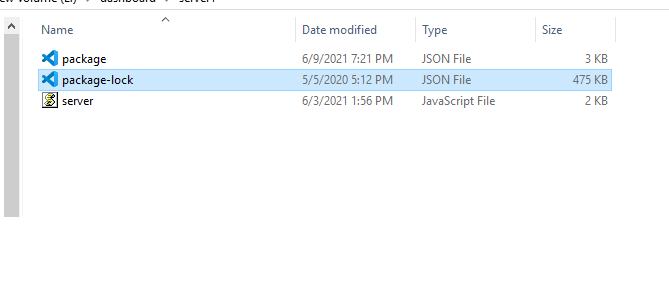 dashboard
Name Date modified Type Size
package 6/9/2021 7:21 PM JSON File 3 KB
package-lock 5/5/2020 5:12 PM JSON File 475 KB
server 6/3/2021 1:56 PM JavaScript File 2 KB